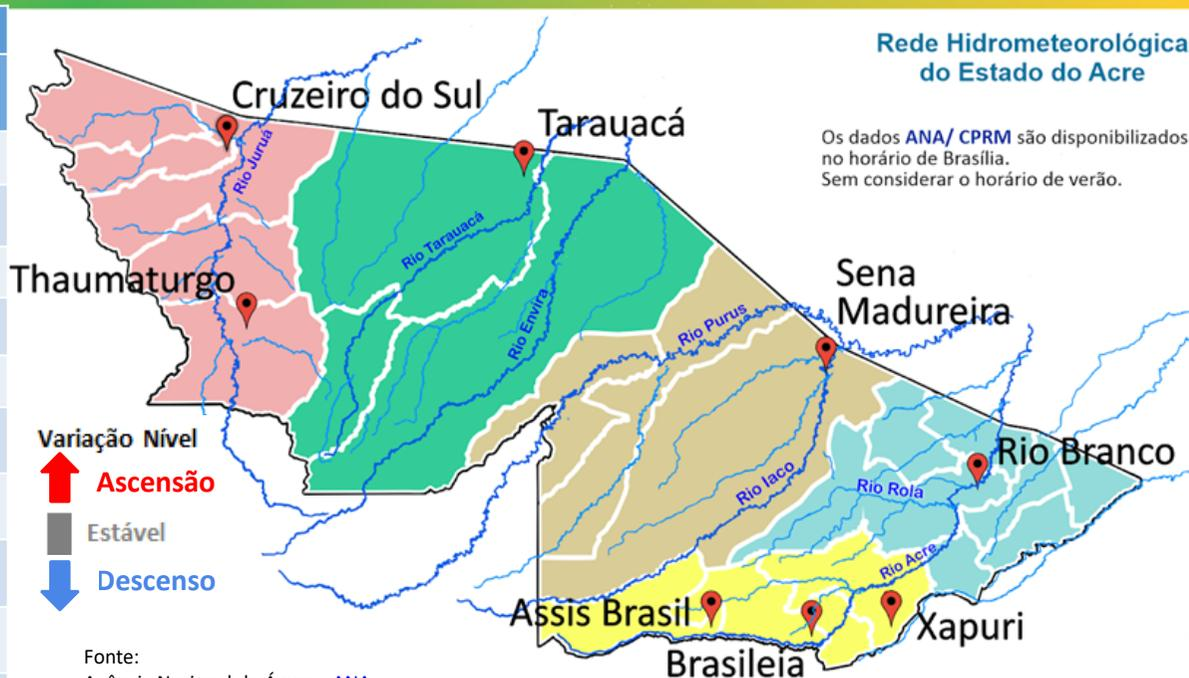 Rede Hidrometeorológica
do Estado do Acre
Os dados ANA/ CPRM são disponibilizados
no horário de Brasília.
Sem considerar o horário de verão.
Cruzeiro do Sul
Tarauacá
Rio Juruá
Rio Tarauacá
Thaumaturgo
Rio Envira
Sena
Madureira
Rio Purus
Variação Nível
Ascensão
Estável
Descenso
Rio Branco
Rio Iaco
Rio Rola
Rio Acre
Assis Brasil
Xapuri
Brasileia
Fonte: